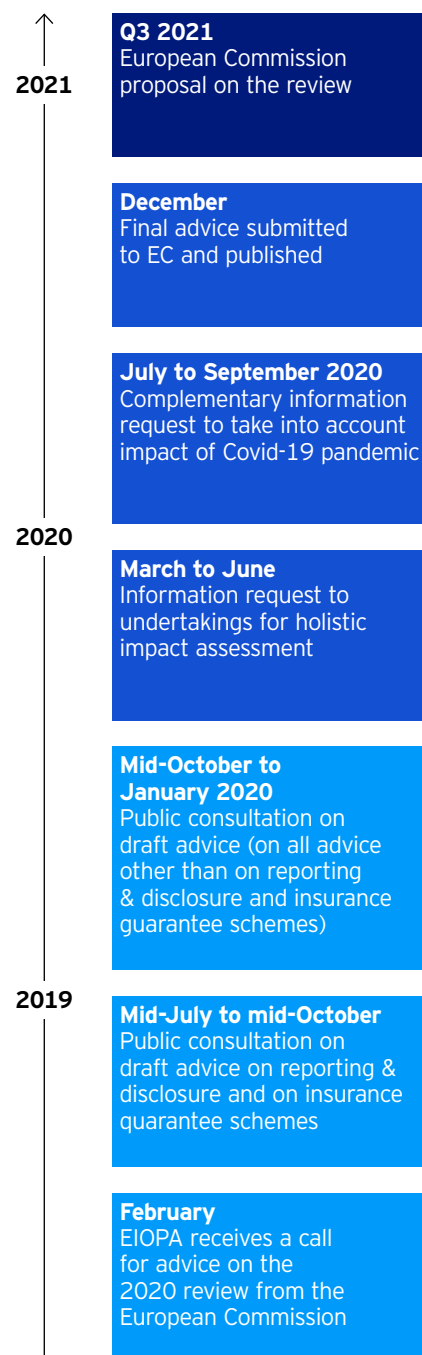 2021
Q3 2021
European Commission
proposal on the review
December
Final advice submitted
to EC and published
July to September 2020
Complementary information
request to take into account
impact of Covid-19 pandemic
2020
March to June
Information request to
undertakings for holistic
impact assessment
Mid-October to
January 2020
Public consultation on
draft advice (on all advice
other than on reporting
& disclosure and insurance
guarantee schemes)
2019
Mid-July to mid-October
Public consultation on
draft advice on reporting &
disclosure and on insurance
quarantee schemes
February
EIOPA receives a call
for advice on the
2020 review from the
European Commission